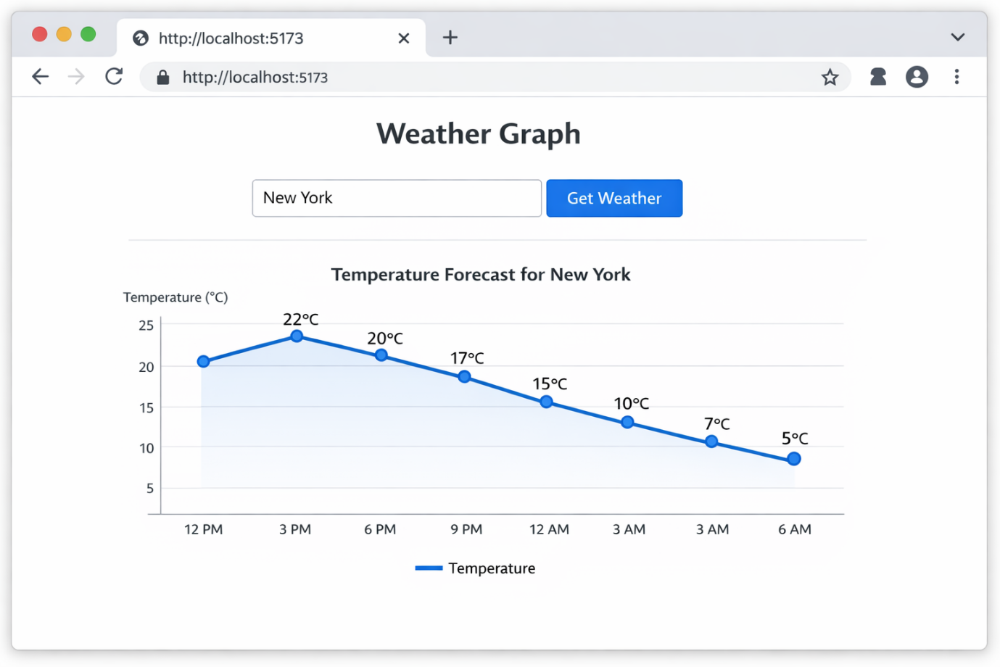 http://localhost:5173
http://localhost:5173
Weather Graph
New York
Get Weather
Temperature Forecast for New York
Temperature (°C)
25
20
15
10
5
22°C
20°C
17°C
15°C
10°C
7°C
5°C
12 PM
3 PM
6 PM
9 PM
12 AM
3 AM
3 AM
6 AM
Temperature